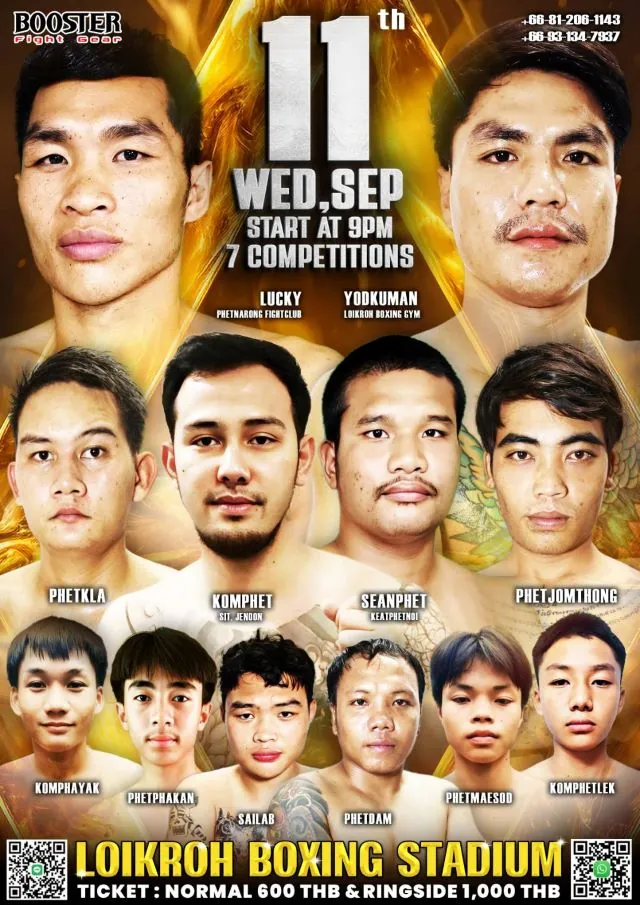 BOOSTER
Fight Gear
+66-81-206-1143
+66-93-134-7937
11th
WED,SEP
START AT 9PM
7 COMPETITIONS
LUCKY
PHETNARONG FIGHTCLUB
YODKUMAN
LOIKROH BOXING GYM
PHETKLA
KOMPHET
SIT. JENDON
SEANPHET
KEATPHETNOI
PHETJOMTHONG
KOMPHAYAK
PHETPHAKAN
SAILAB
PHETDAM
PHETMAESOD
KOMPHETLEK
LOIKROH BOXING STADIUM
TICKET : NORMAL 600 THB & RINGSIDE 1,000 THB